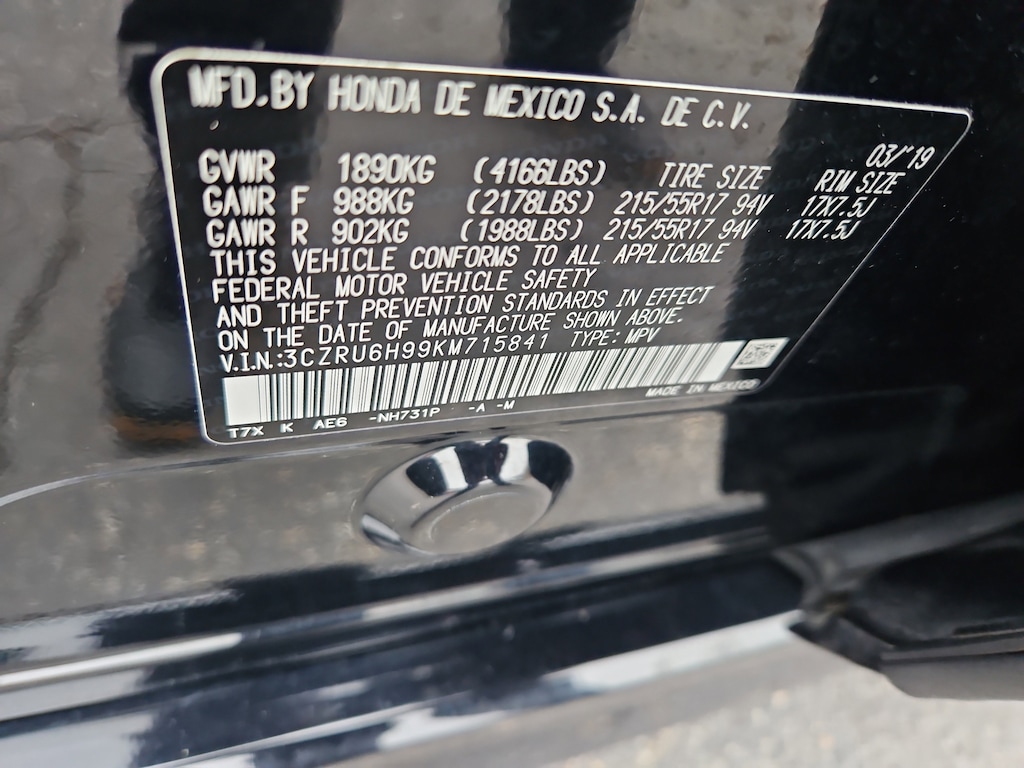 MFD. BY HONDA DE MEXICO S.A. DE C.V.
03/'19
GVWR 1890KG (4166LBS) TIRE SIZE RIM SIZE
GAWR F 988KG (2178LBS) 215/55R17 94V 17X7.5J
GAWR R 902KG (1988LBS) 215/55R17 94V 17X7.5J
THIS VEHICLE CONFORMS TO ALL APPLICABLE
FEDERAL MOTOR VEHICLE SAFETY
AND THEFT PREVENTION STANDARDS IN EFFECT
ON THE DATE OF MANUFACTURE SHOWN ABOVE.
V.I.N.:3CZRU6H99KM715841 TYPE: MPV
MADE IN MEXICO
T7X K AE6 -NH731P -A -M